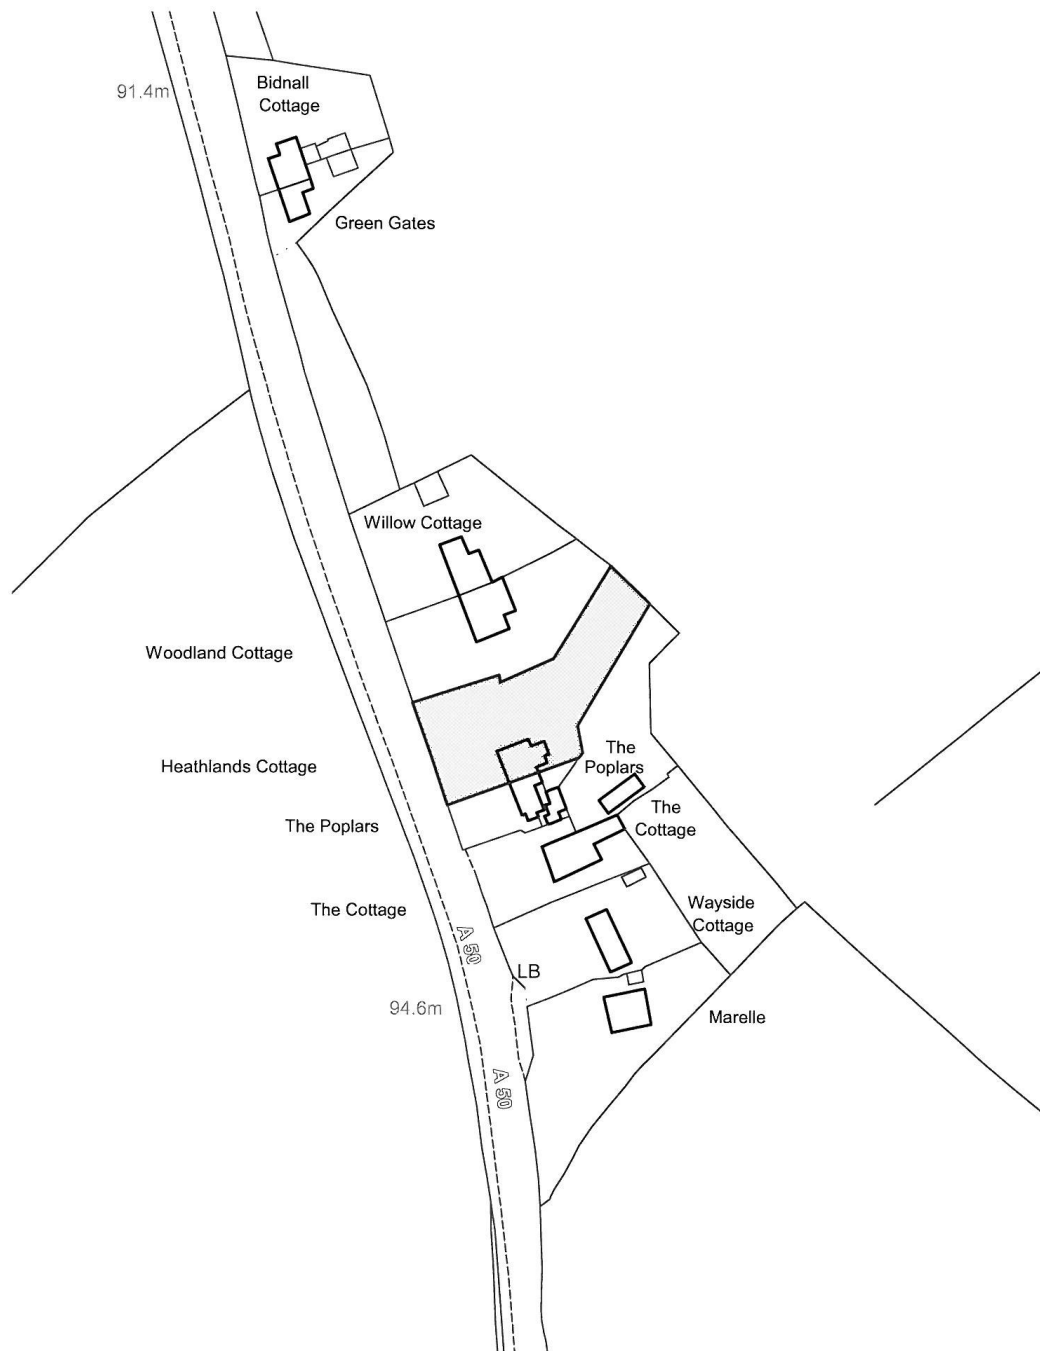 91.4m
Bidnall
Cottage
Green Gates
Willow Cottage
Woodland Cottage
Heathlands Cottage
The
Poplars
The Poplars
The
Cottage
The Cottage
Wayside
Cottage
A 50
LB
94.6m
Marelle
A 50